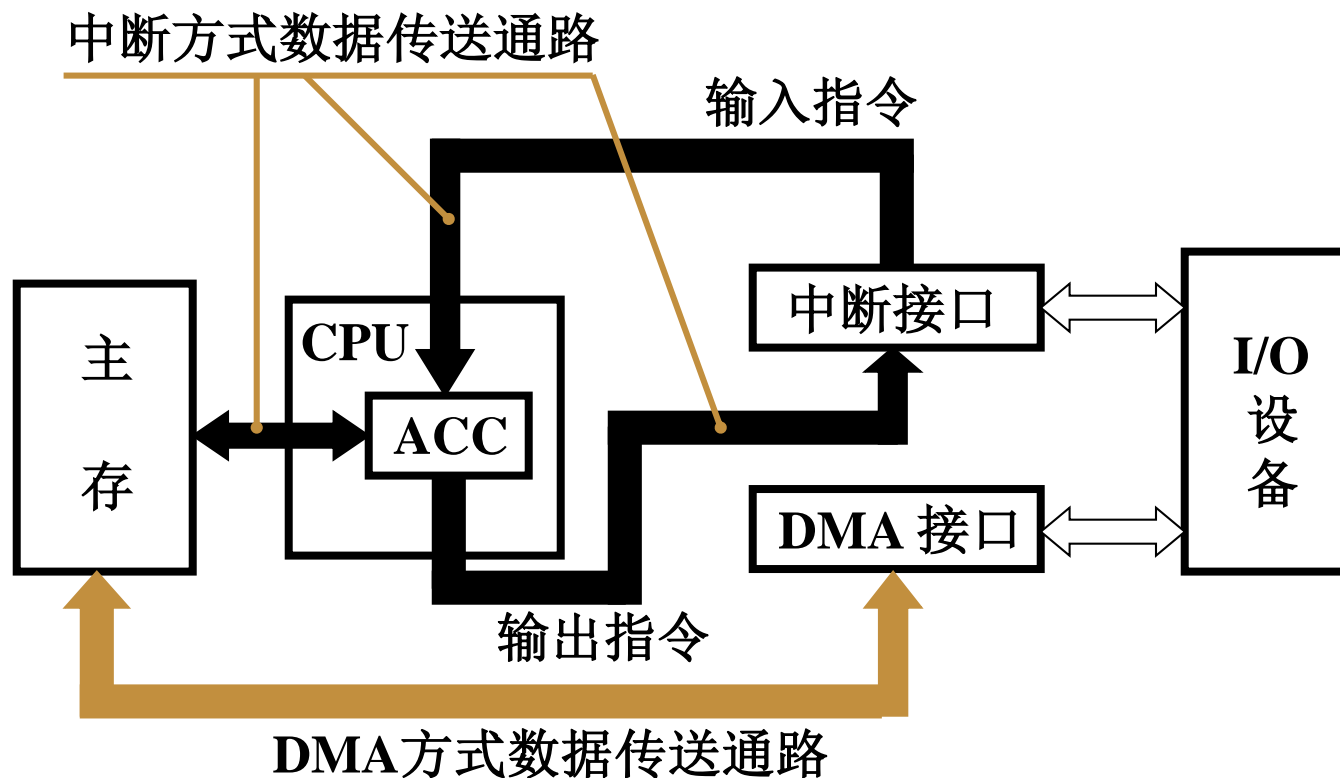 中断方式数据传送通路
输入指令
中断接口
主存
CPU
ACC
I/O设备
DMA 接口
输出指令
DMA方式数据传送通路